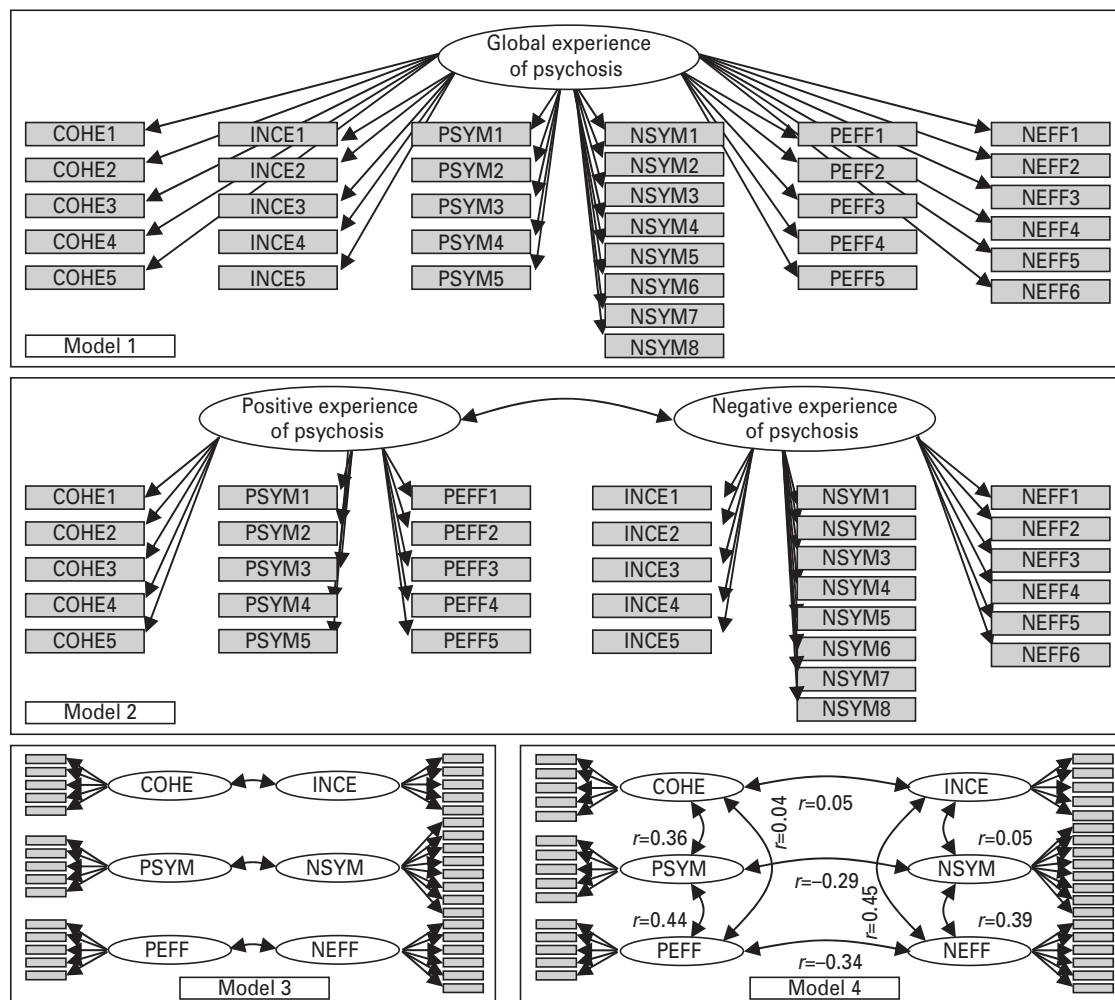 Global experience
of psychosis
COHE1 INCE1 PSYM1 NSYM1 PEFF1 NEFF1
COHE2 INCE2 PSYM2 NSYM2 PEFF2 NEFF2
COHE3 INCE3 PSYM3 NSYM3 PEFF3 NEFF3
COHE4 INCE4 PSYM4 NSYM4 PEFF4 NEFF4
COHE5 INCE5 PSYM5 NSYM5 PEFF5 NEFF5
NSYM6 NEFF6
NSYM7
NSYM8
Model 1
Positive experience
of psychosis
Negative experience
of psychosis
COHE1 PSYM1 PEFF1 INCE1 NSYM1 NEFF1
COHE2 PSYM2 PEFF2 INCE2 NSYM2 NEFF2
COHE3 PSYM3 PEFF3 INCE3 NSYM3 NEFF3
COHE4 PSYM4 PEFF4 INCE4 NSYM4 NEFF4
COHE5 PSYM5 PEFF5 INCE5 NSYM5 NEFF5
NSYM6 NEFF6
NSYM7
NSYM8
Model 2
COHE INCE
PSYM NSYM
PEFF NEFF
Model 3
COHE INCE
r=0.05
r=0.04
r=0.36 r=0.05
PSYM NSYM
r=–0.29
r=0.45
r=0.44 r=0.39
PEFF NEFF
r=–0.34
Model 4